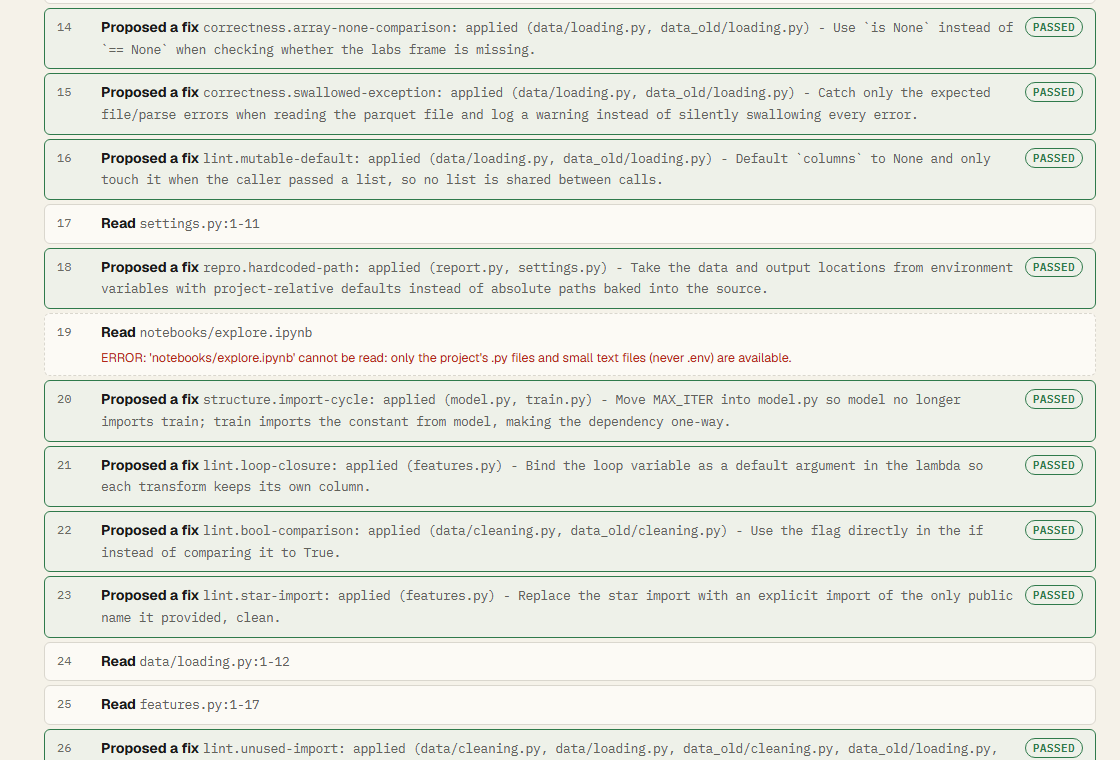 14 Proposed a fix correctness.array-none-comparison: applied (data/loading.py, data_old/loading.py) - Use `is None` instead of PASSED
`== None` when checking whether the labs frame is missing.
15 Proposed a fix correctness.swallowed-exception: applied (data/loading.py, data_old/loading.py) - Catch only the expected PASSED
file/parse errors when reading the parquet file and log a warning instead of silently swallowing every error.
16 Proposed a fix lint.mutable-default: applied (data/loading.py, data_old/loading.py) - Default `columns` to None and only PASSED
touch it when the caller passed a list, so no list is shared between calls.
17 Read settings.py:1-11
18 Proposed a fix repro.hardcoded-path: applied (report.py, settings.py) - Take the data and output locations from environment PASSED
variables with project-relative defaults instead of absolute paths baked into the source.
19 Read notebooks/explore.ipynb
ERROR: 'notebooks/explore.ipynb' cannot be read: only the project's .py files and small text files (never .env) are available.
20 Proposed a fix structure.import-cycle: applied (model.py, train.py) - Move MAX_ITER into model.py so model no longer PASSED
imports train; train imports the constant from model, making the dependency one-way.
21 Proposed a fix lint.loop-closure: applied (features.py) - Bind the loop variable as a default argument in the lambda so PASSED
each transform keeps its own column.
22 Proposed a fix lint.bool-comparison: applied (data/cleaning.py, data_old/cleaning.py) - Use the flag directly in the if PASSED
instead of comparing it to True.
23 Proposed a fix lint.star-import: applied (features.py) - Replace the star import with an explicit import of the only public PASSED
name it provided, clean.
24 Read data/loading.py:1-12
25 Read features.py:1-17
26 Proposed a fix lint.unused-import: applied (data/cleaning.py, data/loading.py, data_old/cleaning.py, data_old/loading.py, PASSED